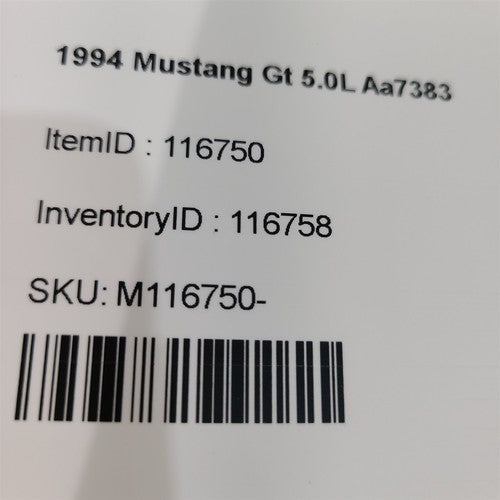 1994 Mustang Gt 5.0L Aa7383
ItemID : 116750
InventoryID : 116758
SKU: M116750-